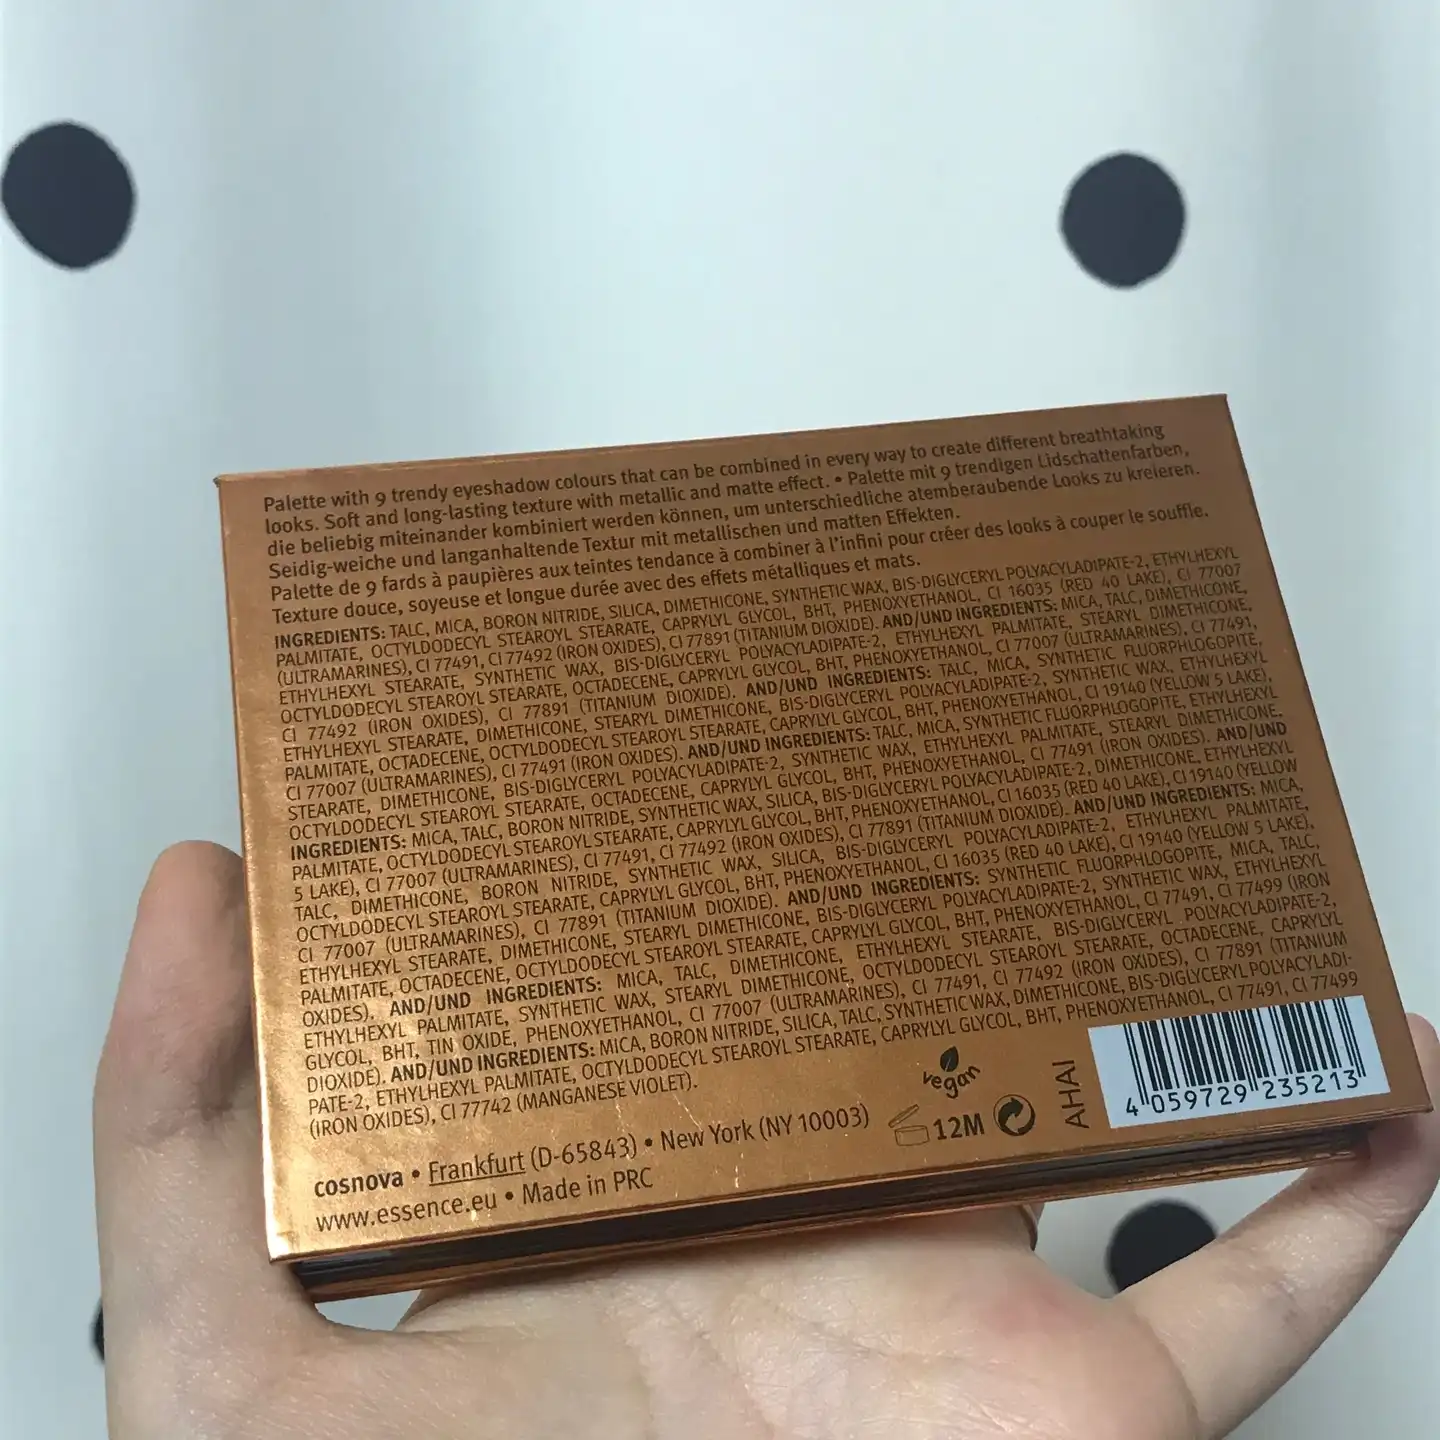 Palette with 9 trendy eyeshadow colours that can be combined in every way to create different breathtaking
looks. Soft and long-lasting texture with metallic and matte effect. • Palette mit 9 trendigen Lidschattenfarben,
die beliebig miteinander kombiniert werden können, um unterschiedliche atemberaubende Looks zu kreieren.
Seidig-weiche und langanhaltende Textur mit metallischen und matten Effekten.
Palette de 9 fards à paupières aux teintes tendance à combiner à l'infini pour créer des looks à couper le souffle.
Texture douce, soyeuse et longue durée avec des effets métalliques et mats.
INGREDIENTS: TALC, MICA, BORON NITRIDE, SILICA, DIMETHICONE, SYNTHETIC WAX, BIS-DIGLYCERYL POLYACYLADIPATE-2, ETHYLHEXYL
PALMITATE, OCTYLDODECYL STEAROYL STEARATE, CAPRYLYL GLYCOL, BHT, PHENOXYETHANOL, CI 16035 (RED 40 LAKE), CI 77007
(ULTRAMARINES), CI 77491, CI 77492 (IRON OXIDES), CI 77891 (TITANIUM DIOXIDE). AND/UND INGREDIENTS: MICA, TALC, DIMETHICONE,
ETHYLHEXYL STEARATE, SYNTHETIC WAX, BIS-DIGLYCERYL POLYACYLADIPATE-2, ETHYLHEXYL PALMITATE, STEARYL DIMETHICONE,
OCTYLDODECYL STEAROYL STEARATE, OCTADECENE, CAPRYLYL GLYCOL, BHT, PHENOXYETHANOL, CI 77007 (ULTRAMARINES), CI 77491,
CI 77492 (IRON OXIDES), CI 77891 (TITANIUM DIOXIDE). AND/UND INGREDIENTS: TALC, MICA, SYNTHETIC FLUORPHLOGOPITE,
ETHYLHEXYL STEARATE, DIMETHICONE, STEARYL DIMETHICONE, BIS-DIGLYCERYL POLYACYLADIPATE-2, SYNTHETIC WAX, ETHYLHEXYL
PALMITATE, OCTADECENE, OCTYLDODECYL STEAROYL STEARATE, CAPRYLYL GLYCOL, BHT, PHENOXYETHANOL, CI 19140 (YELLOW 5 LAKE),
CI 77007 (ULTRAMARINES), CI 77491 (IRON OXIDES). AND/UND INGREDIENTS: TALC, MICA, SYNTHETIC FLUORPHLOGOPITE, ETHYLHEXYL
STEARATE, DIMETHICONE, BIS-DIGLYCERYL POLYACYLADIPATE-2, SYNTHETIC WAX, ETHYLHEXYL PALMITATE, STEARYL DIMETHICONE,
OCTYLDODECYL STEAROYL STEARATE, OCTADECENE, CAPRYLYL GLYCOL, BHT, PHENOXYETHANOL, CI 77491 (IRON OXIDES). AND/UND
INGREDIENTS: MICA, TALC, BORON NITRIDE, SYNTHETIC WAX, SILICA, BIS-DIGLYCERYL POLYACYLADIPATE-2, DIMETHICONE, ETHYLHEXYL
PALMITATE, OCTYLDODECYL STEAROYL STEARATE, CAPRYLYL GLYCOL, BHT, PHENOXYETHANOL, CI 16035 (RED 40 LAKE), CI 19140 (YELLOW
5 LAKE), CI 77007 (ULTRAMARINES), CI 77491, CI 77492 (IRON OXIDES), CI 77891 (TITANIUM DIOXIDE). AND/UND INGREDIENTS: MICA,
TALC, DIMETHICONE, BORON NITRIDE, SYNTHETIC WAX, SILICA, BIS-DIGLYCERYL POLYACYLADIPATE-2, ETHYLHEXYL PALMITATE,
OCTYLDODECYL STEAROYL STEARATE, CAPRYLYL GLYCOL, BHT, PHENOXYETHANOL, CI 16035 (RED 40 LAKE), CI 19140 (YELLOW 5 LAKE),
CI 77007 (ULTRAMARINES), CI 77891 (TITANIUM DIOXIDE). AND/UND INGREDIENTS: SYNTHETIC FLUORPHLOGOPITE, MICA, TALC,
ETHYLHEXYL STEARATE, DIMETHICONE, STEARYL DIMETHICONE, BIS-DIGLYCERYL POLYACYLADIPATE-2, SYNTHETIC WAX, ETHYLHEXYL
PALMITATE, OCTADECENE, OCTYLDODECYL STEAROYL STEARATE, CAPRYLYL GLYCOL, BHT, PHENOXYETHANOL, CI 77491, CI 77499 (IRON
OXIDES). AND/UND INGREDIENTS: MICA, TALC, DIMETHICONE, ETHYLHEXYL STEARATE, BIS-DIGLYCERYL POLYACYLADIPATE-2,
ETHYLHEXYL PALMITATE, SYNTHETIC WAX, STEARYL DIMETHICONE, OCTYLDODECYL STEAROYL STEARATE, OCTADECENE, CAPRYLYL
GLYCOL, BHT, TIN OXIDE, PHENOXYETHANOL, CI 77007 (ULTRAMARINES), CI 77491, CI 77492 (IRON OXIDES), CI 77891 (TITANIUM
DIOXIDE). AND/UND INGREDIENTS: MICA, BORON NITRIDE, SILICA, TALC, SYNTHETIC WAX, DIMETHICONE, BIS-DIGLYCERYL POLYACYLADI-
PATE-2, ETHYLHEXYL PALMITATE, OCTYLDODECYL STEAROYL STEARATE, CAPRYLYL GLYCOL, BHT, PHENOXYETHANOL, CI 77491, CI 77499
(IRON OXIDES), CI 77742 (MANGANESE VIOLET).
vegan
cosnova • Frankfurt (D-65843) • New York (NY 10003)
12M
www.essence.eu • Made in PRC
AHAI
4 059729 235213